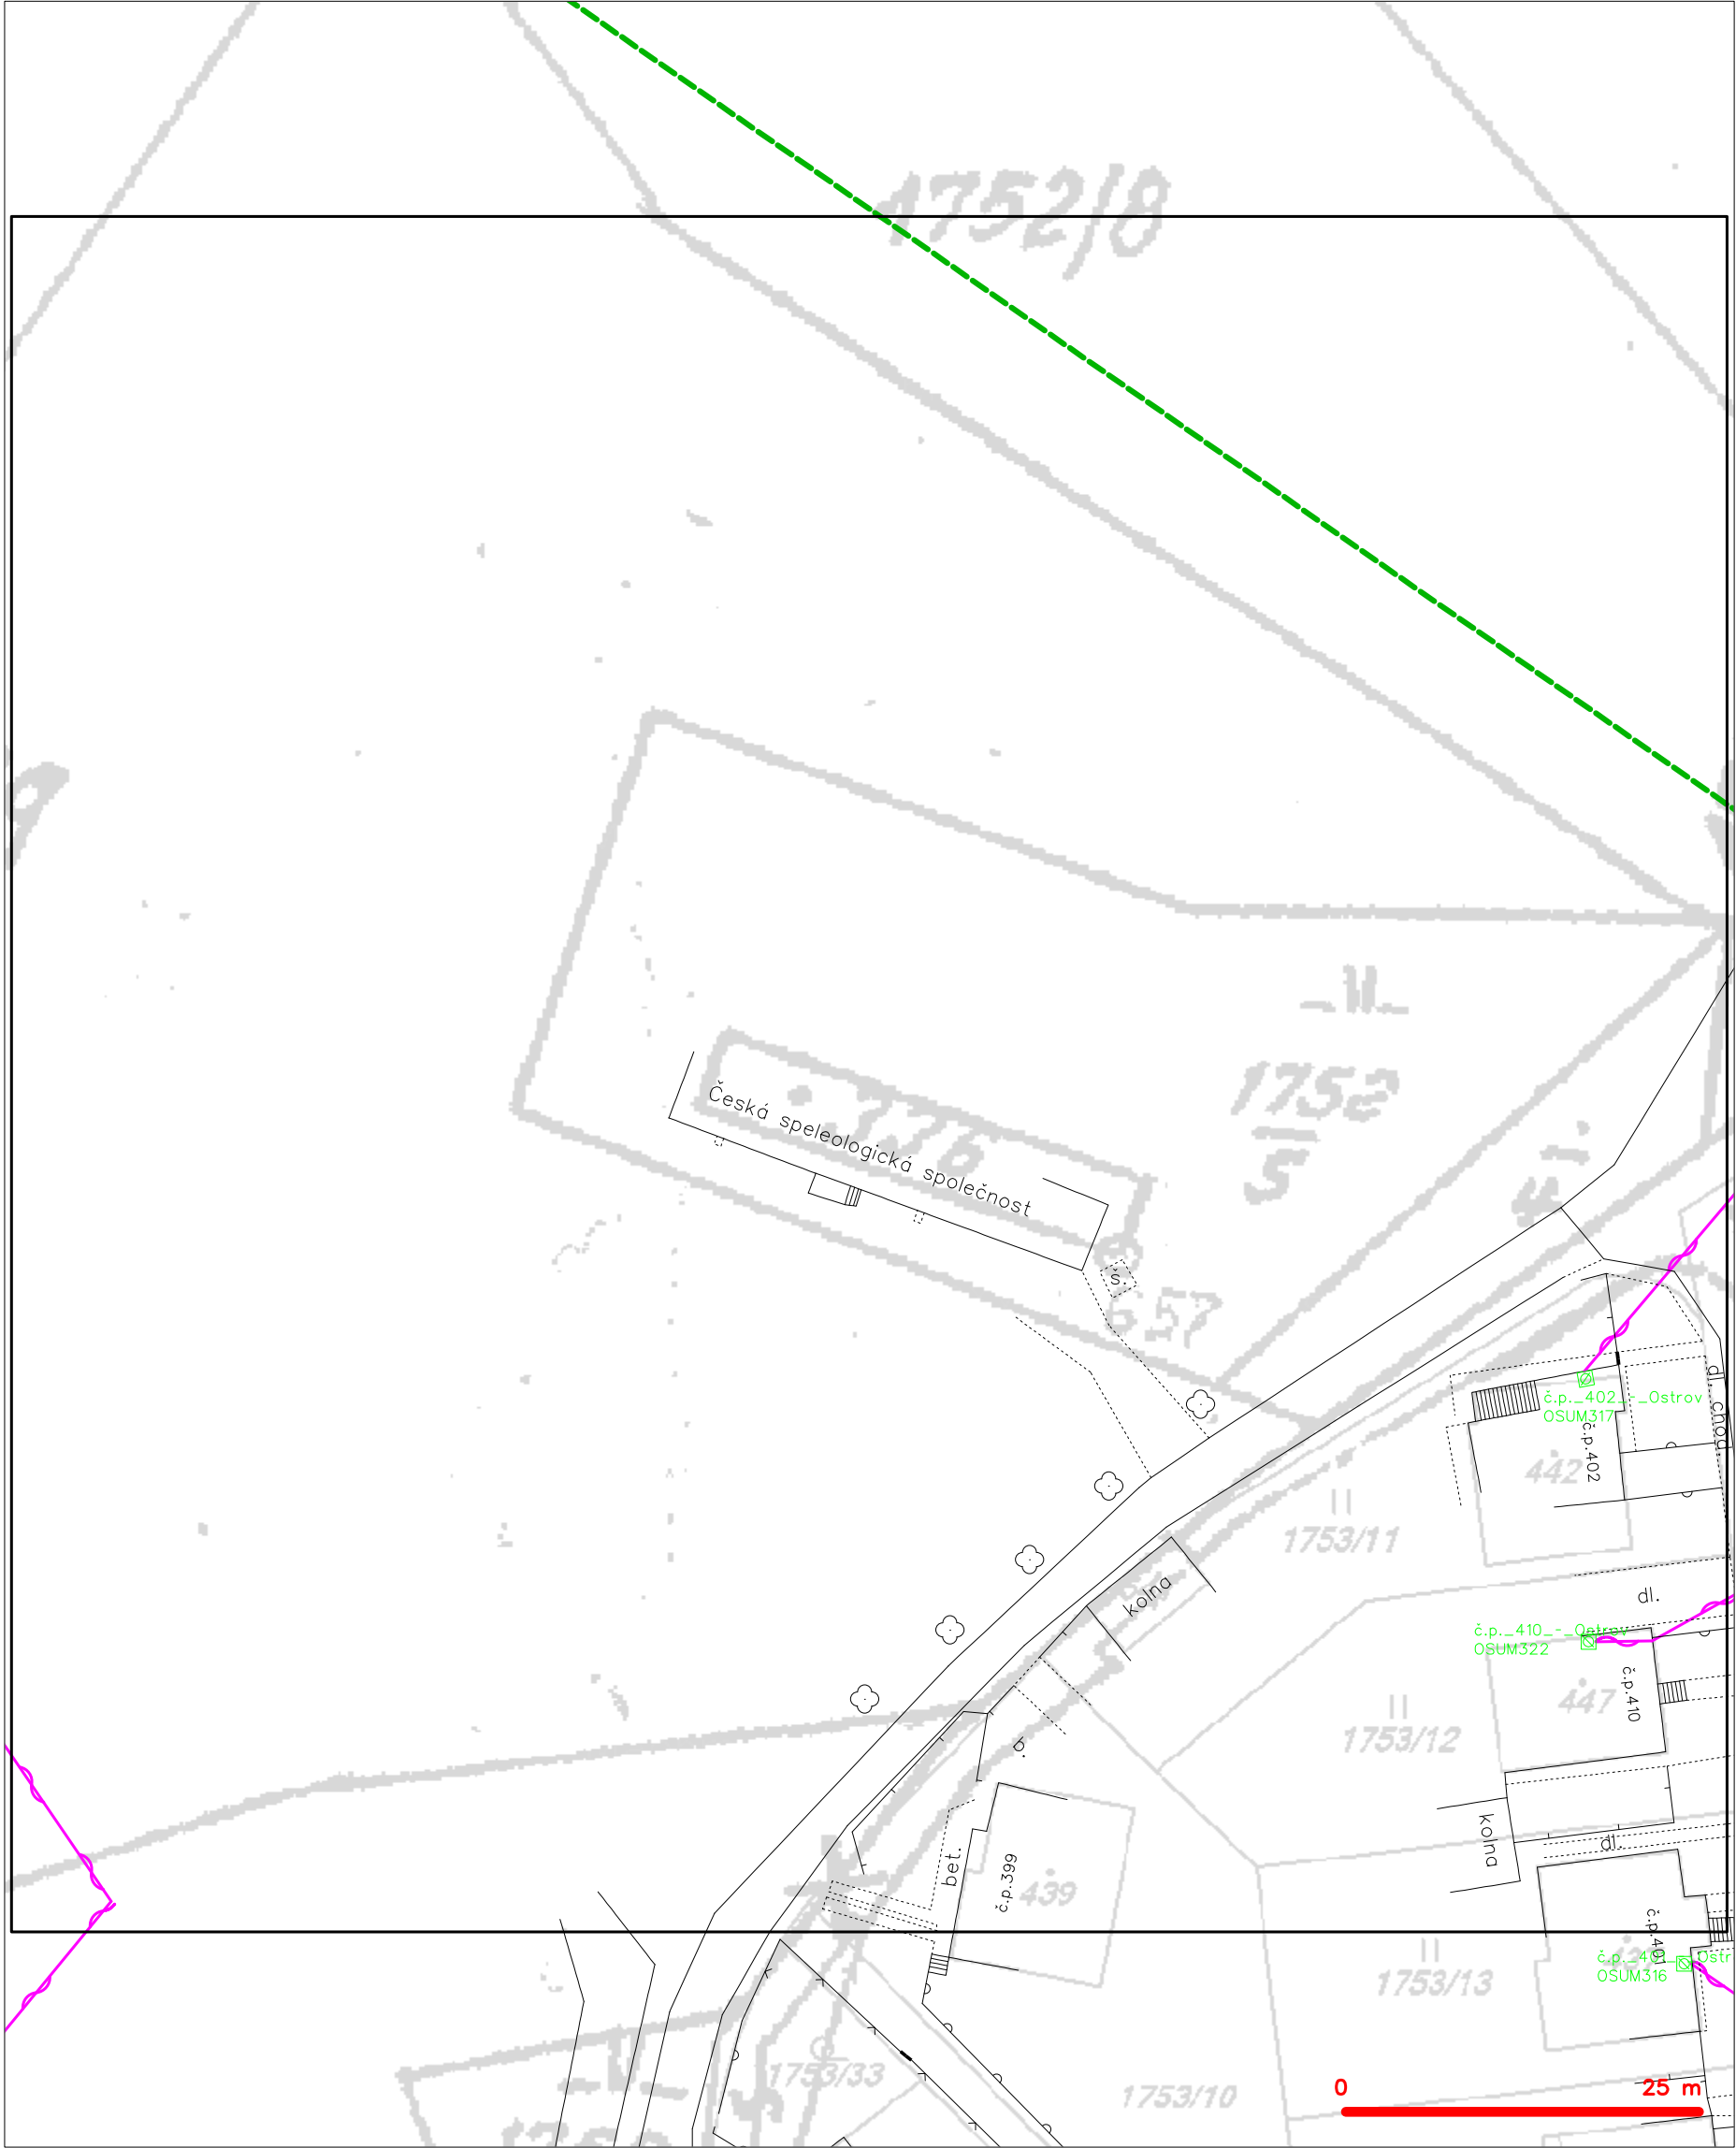 1752/8
1752
5
Česká speleologická společnost
.376
š.
657
č.p._402_-_Ostrov
OSUM317
č.p.402
chod.
442
1753/11
kolna
dl.
č.p._410_-_Ostrov
OSUM322
č.p.410
447
1753/12
b.
kolna
dl.
bet.
č.p.399
439
č.p.401
OSUM316
1753/13
1753/33
1753/10
0
25 m